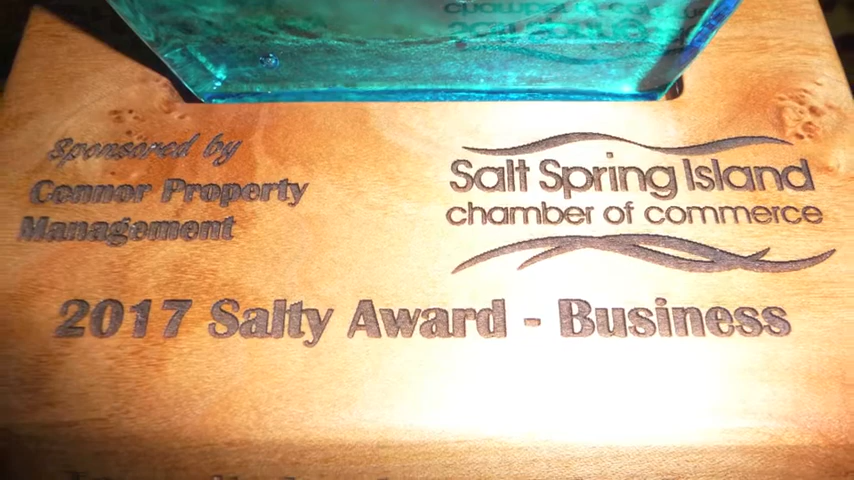 Sponsored by
Connor Property
Management
Salt Spring Island
chamber of commerce
2017 Salty Award - Business